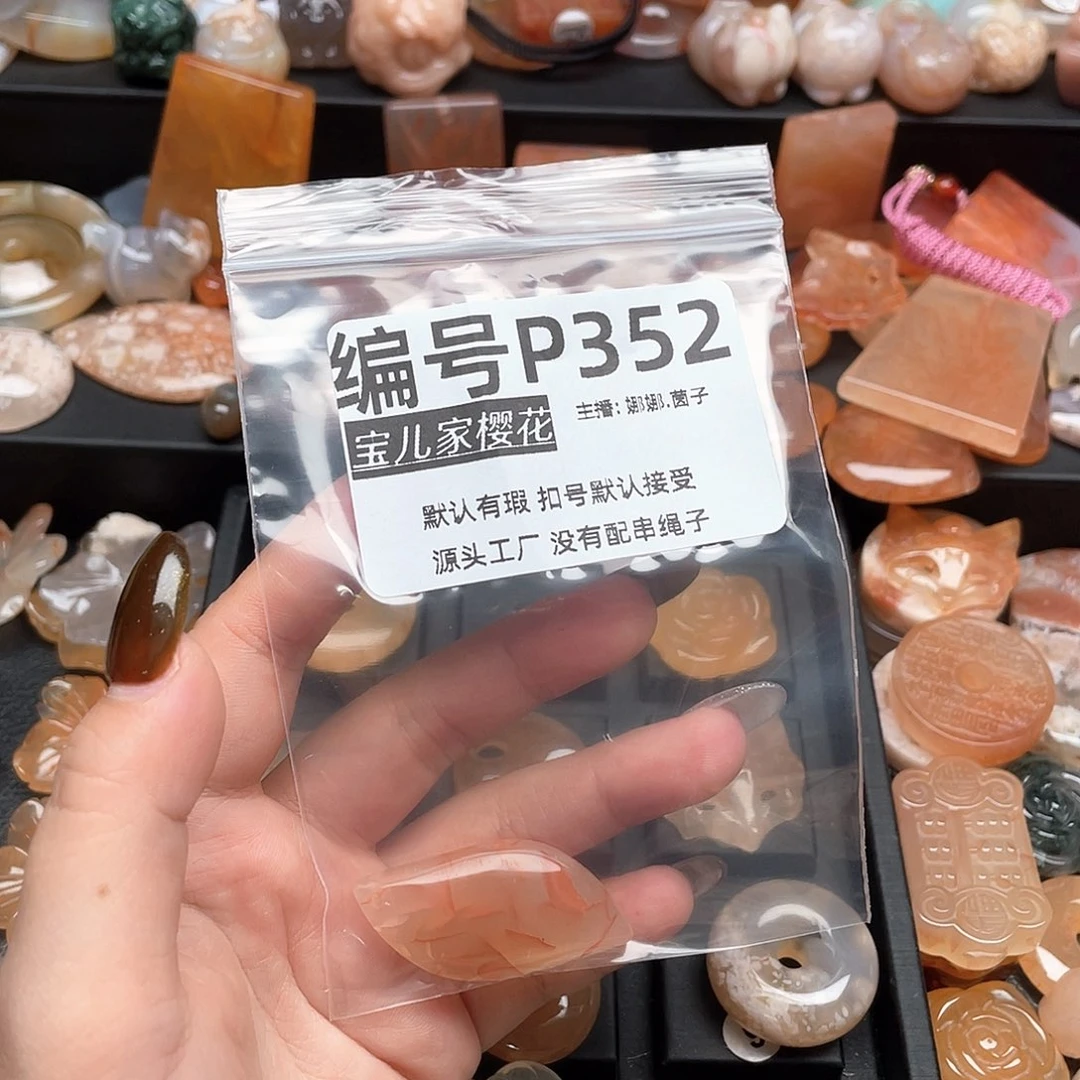 编号P352
宝儿家樱花
主播:娜娜.茵子
默认有瑕 扣号默认接受
源头工厂 没有配串绳子